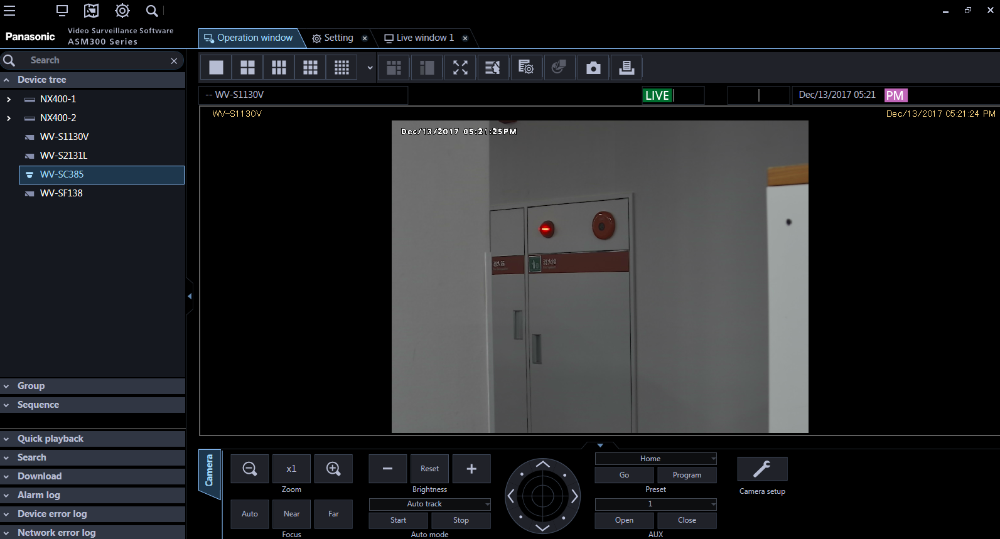 Panasonic
Video Surveillance Software
ASM300 Series
Operation window
Setting
Live window 1
Search
Device tree
NX400-1
NX400-2
WV-S1130V
WV-S2131L
WV-SC385
WV-SF138
Group
Sequence
Quick playback
Search
Download
Alarm log
Device error log
Network error log
-- WV-S1130V
LIVE
Dec/13/2017 05:21 PM
WV-S1130V
Dec/13/2017 05:21:24 PM
Dec/13/2017 05:21:25PM
消火器
消火栓
Camera
x1
Zoom
Auto
Near
Far
Focus
Reset
Brightness
Auto track
Start
Stop
Auto mode
Home
Go
Program
Preset
1
Open
Close
AUX
Camera setup